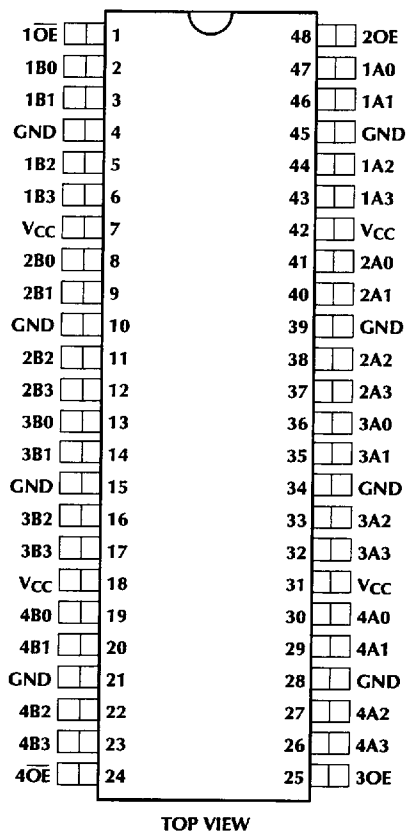 1O̅E̅ 1 48 2OE
1B0 2 47 1A0
1B1 3 46 1A1
GND 4 45 GND
1B2 5 44 1A2
1B3 6 43 1A3
VCC 7 42 VCC
2B0 8 41 2A0
2B1 9 40 2A1
GND 10 39 GND
2B2 11 38 2A2
2B3 12 37 2A3
3B0 13 36 3A0
3B1 14 35 3A1
GND 15 34 GND
3B2 16 33 3A2
3B3 17 32 3A3
VCC 18 31 VCC
4B0 19 30 4A0
4B1 20 29 4A1
GND 21 28 GND
4B2 22 27 4A2
4B3 23 26 4A3
4O̅E̅ 24 25 3OE
TOP VIEW